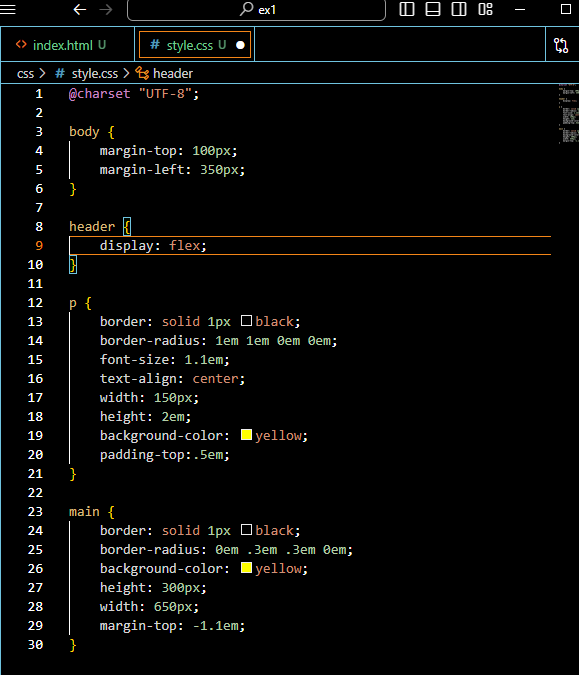 ex1
index.html U
# style.css U
css > # style.css > header
1 @charset "UTF-8";
2
3 body {
4 margin-top: 100px;
5 margin-left: 350px;
6 }
7
8 header {
9 display: flex;
10 }
11
12 p {
13 border: solid 1px black;
14 border-radius: 1em 1em 0em 0em;
15 font-size: 1.1em;
16 text-align: center;
17 width: 150px;
18 height: 2em;
19 background-color: yellow;
20 padding-top:.5em;
21 }
22
23 main {
24 border: solid 1px black;
25 border-radius: 0em .3em .3em 0em;
26 background-color: yellow;
27 height: 300px;
28 width: 650px;
29 margin-top: -1.1em;
30 }